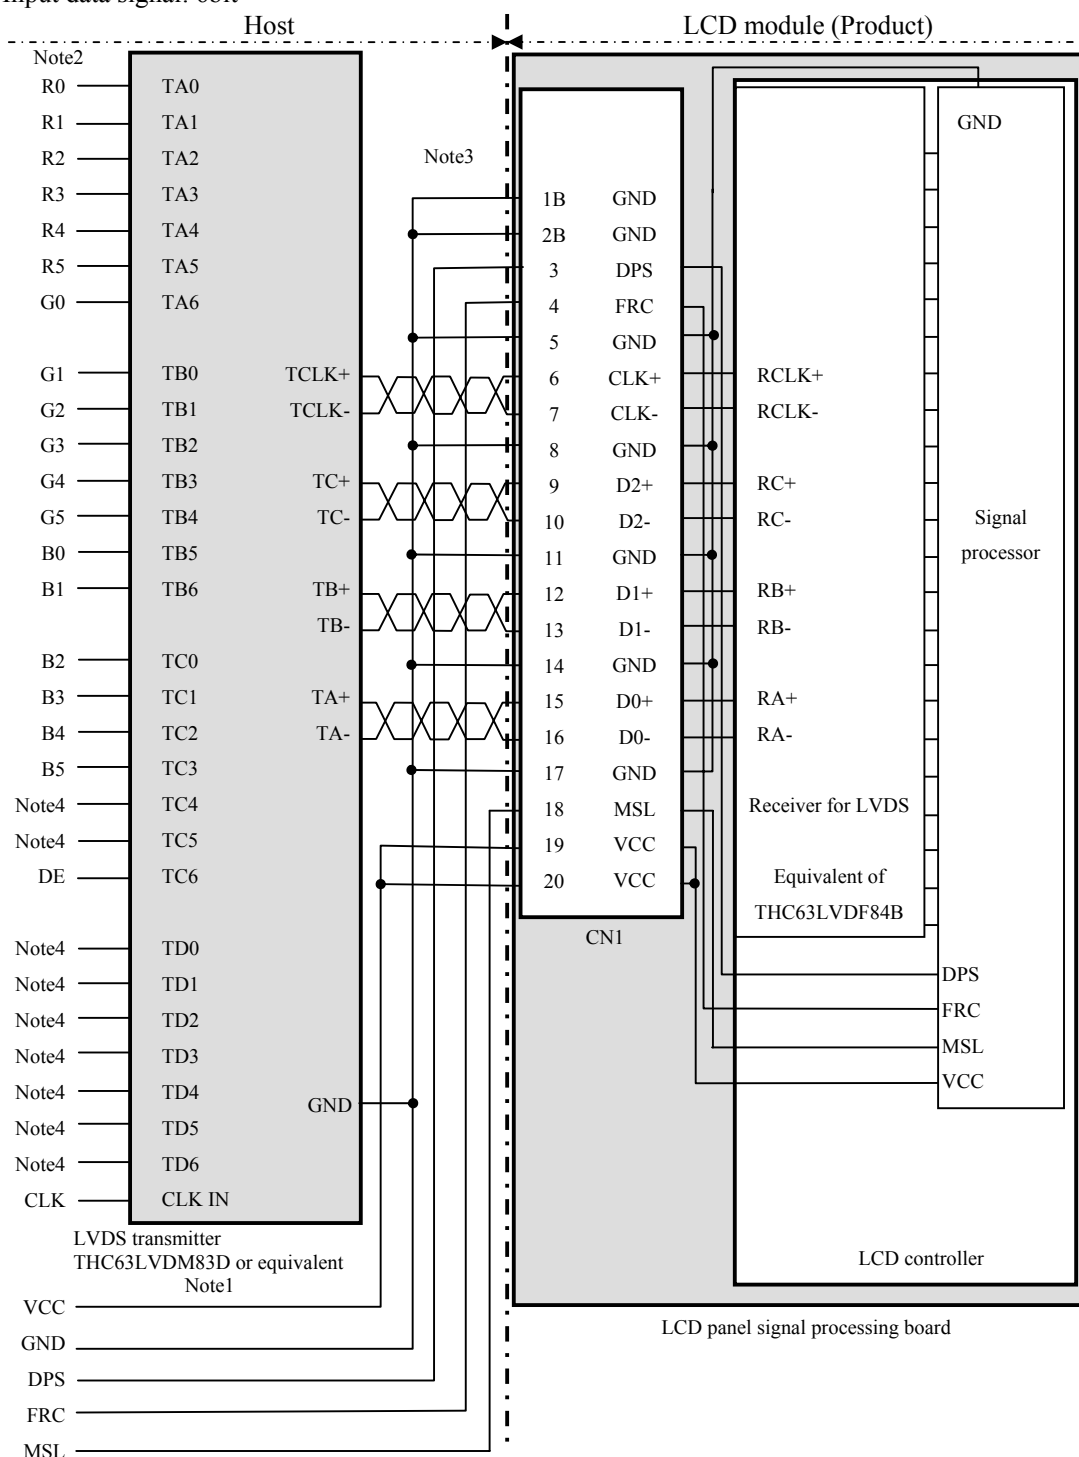 Input data signal: 6bit
Host
LCD module (Product)
Note2
R0 TA0
R1 TA1
R2 TA2
R3 TA3
R4 TA4
R5 TA5
G0 TA6
G1 TB0
G2 TB1
G3 TB2
G4 TB3
G5 TB4
B0 TB5
B1 TB6
B2 TC0
B3 TC1
B4 TC2
B5 TC3
Note4 TC4
Note4 TC5
DE TC6
Note4 TD0
Note4 TD1
Note4 TD2
Note4 TD3
Note4 TD4
Note4 TD5
Note4 TD6
CLK CLK IN
TCLK+
TCLK-
TC+
TC-
TB+
TB-
TA+
TA-
GND
LVDS transmitter
THC63LVDM83D or equivalent
Note1
VCC
GND
DPS
FRC
MSL
Note3
1B GND
2B GND
3 DPS
4 FRC
5 GND
6 CLK+
7 CLK-
8 GND
9 D2+
10 D2-
11 GND
12 D1+
13 D1-
14 GND
15 D0+
16 D0-
17 GND
18 MSL
19 VCC
20 VCC
CN1
RCLK+
RCLK-
RC+
RC-
RB+
RB-
RA+
RA-
Receiver for LVDS
Equivalent of
THC63LVDF84B
GND
Signal
processor
DPS
FRC
MSL
VCC
LCD controller
LCD panel signal processing board